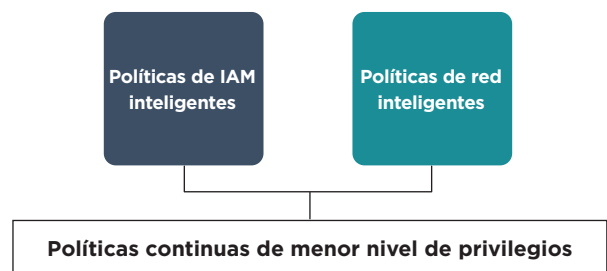 Políticas de IAM
inteligentes
Políticas de red
inteligentes
Políticas continuas de menor nivel de privilegios